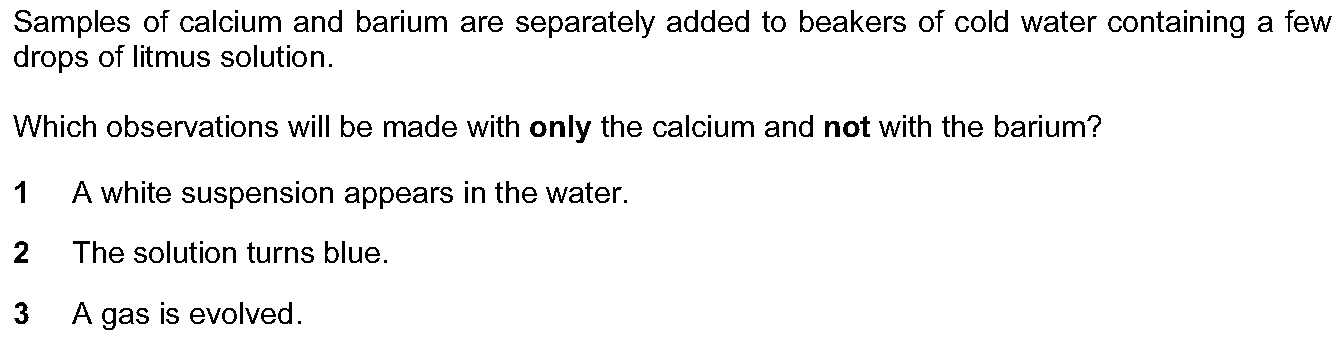 Samples of calcium and barium are separately added to beakers of cold water containing a few
drops of litmus solution.
Which observations will be made with only the calcium and not with the barium?
1 A white suspension appears in the water.
2 The solution turns blue.
3 A gas is evolved.